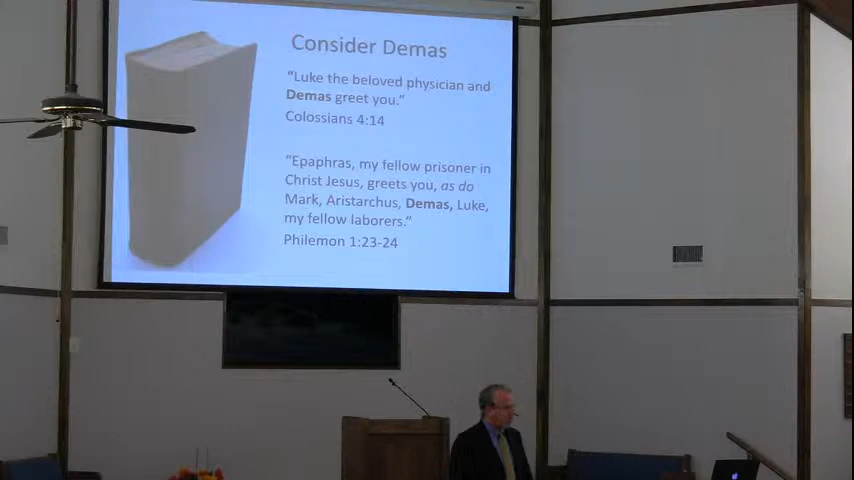 Consider Demas
“Luke the beloved physician and
Demas greet you.”
Colossians 4:14
“Epaphras, my fellow prisoner in
Christ Jesus, greets you, as do
Mark, Aristarchus, Demas, Luke,
my fellow laborers.”
Philemon 1:23-24